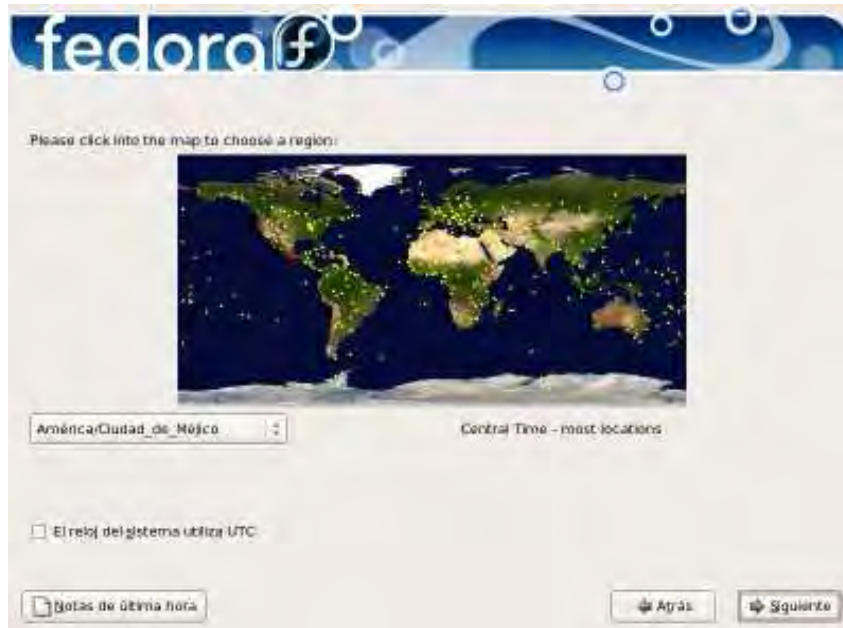 fedora
Please click into the map to choose a region:
América/Ciudad_de_Méjico
Central Time - most locations
El reloj del sistema utiliza UTC
Notas de última hora
Atrás
Siguiente